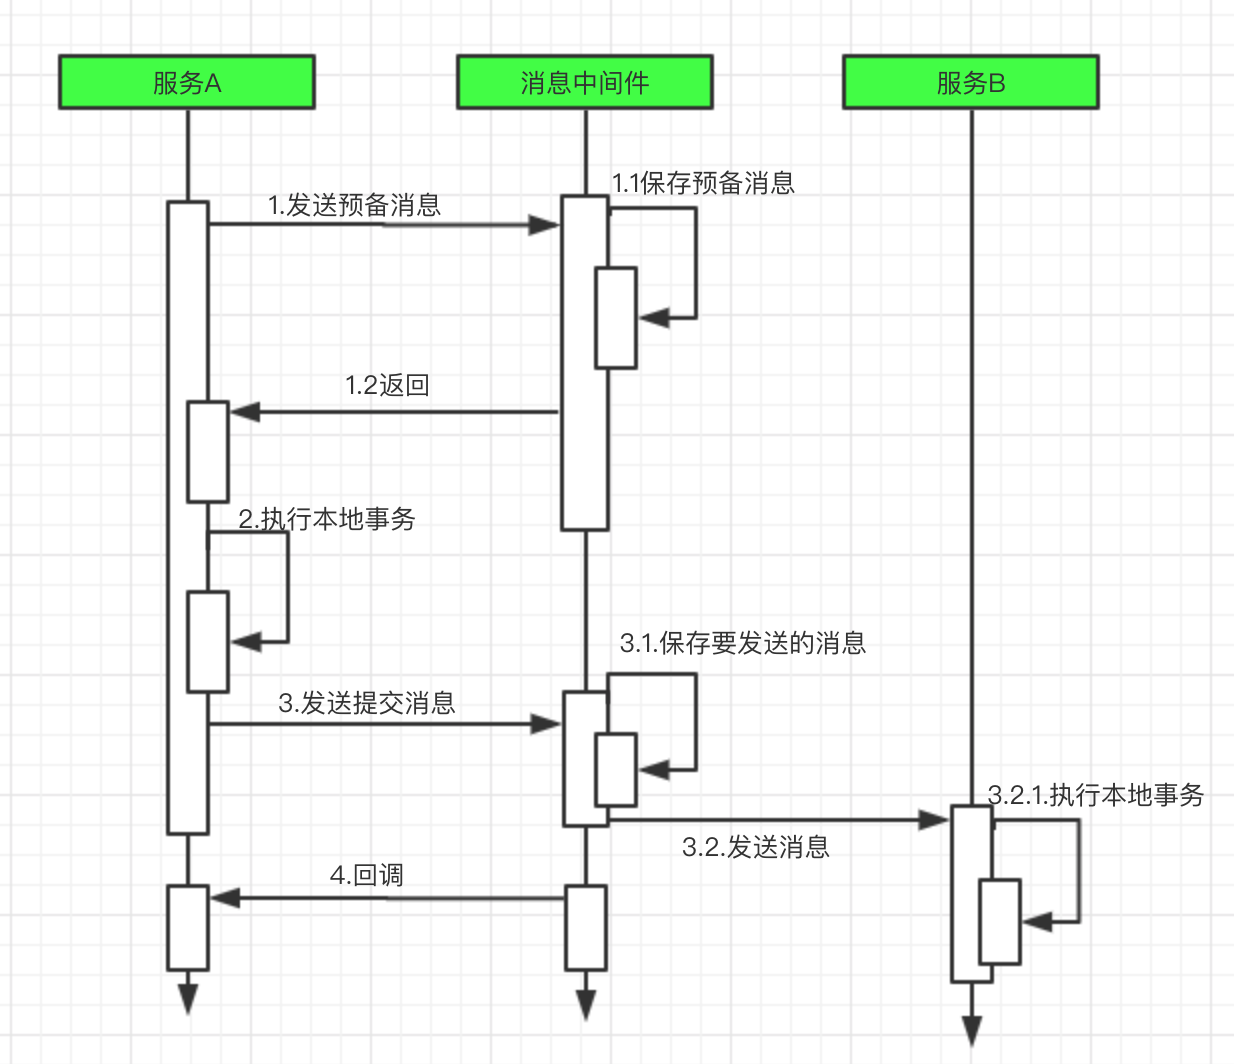 服务A
消息中间件
服务B
1.1保存预备消息
1.发送预备消息
1.2返回
2.执行本地事务
3.1.保存要发送的消息
3.发送提交消息
3.2.1.执行本地事务
3.2.发送消息
4.回调